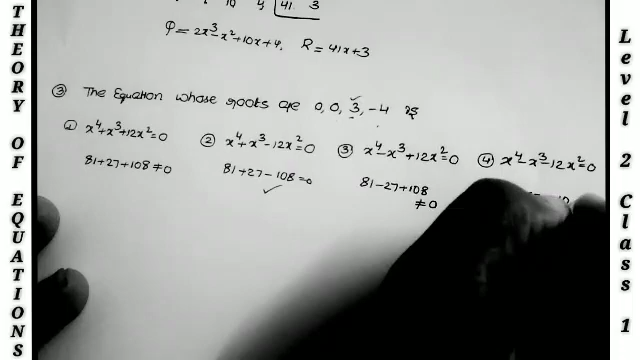 THEORY OF EQUATIONS
10 4 41 3
Q = 2x³-x²+10x+4, R = 41x+3
③ The Equation whose roots are 0, 0, 3, -4 is
① x⁴+x³+12x²=0
② x⁴+x³-12x²=0
③ x⁴-x³+12x²=0
④ x⁴-x³-12x²=0
81+27+108≠0
81+27-108=0 ✓
81-27+108
≠0
Level 2 Class 1